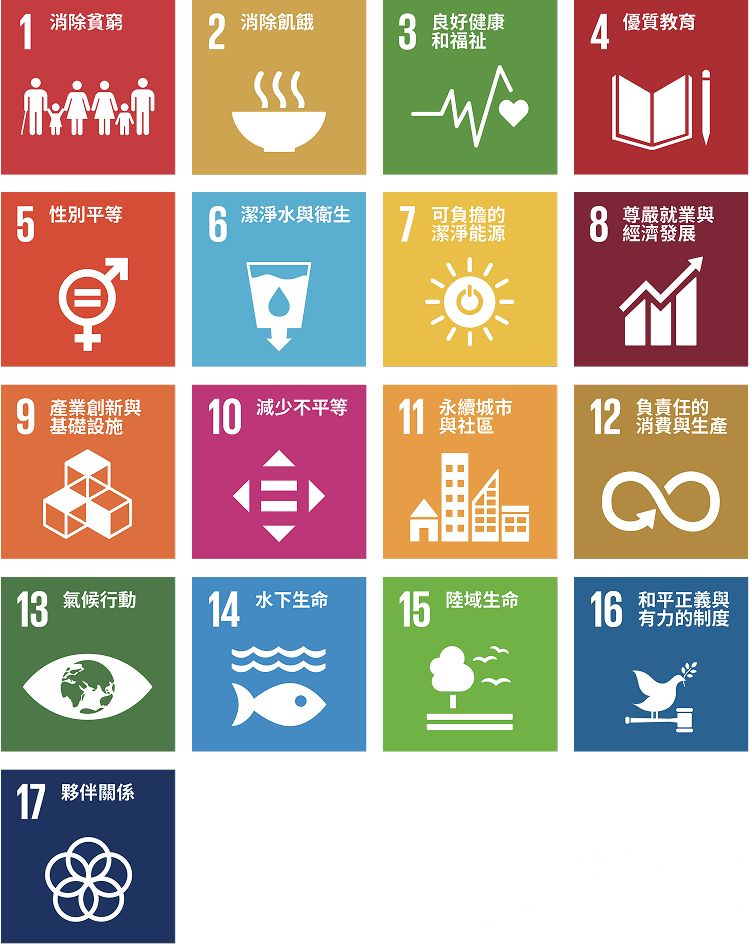 1 消除貧窮
2 消除飢餓
3 良好健康
和福祉
4 優質教育
5 性別平等
6 潔淨水與衛生
7 可負擔的
潔淨能源
8 尊嚴就業與
經濟發展
9 產業創新與
基礎設施
10 減少不平等
11 永續城市
與社區
12 負責任的
消費與生產
13 氣候行動
14 水下生命
15 陸域生命
16 和平正義與
有力的制度
17 夥伴關係